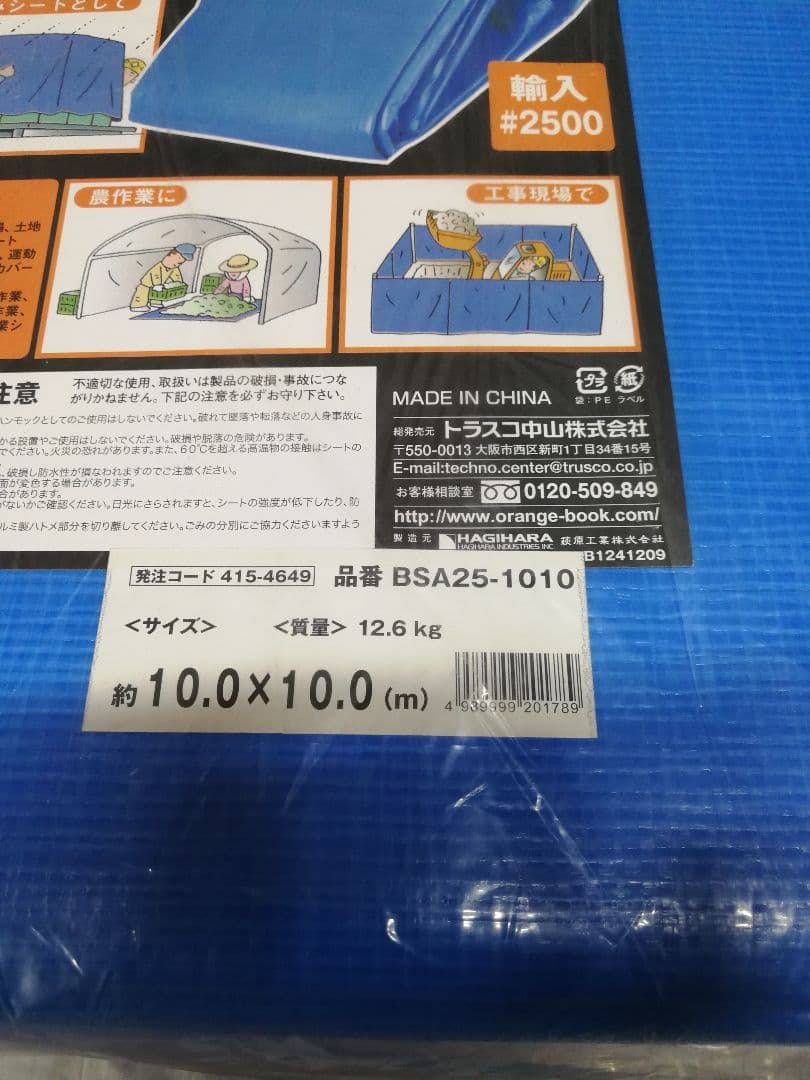 シートとして
輸入
#2500
農作業に
工事現場で
場、土地
ート
、運動
カバー
作業、
作業、
業シ
注意
不適切な使用、取扱いは製品の破損・事故につな
がりかねません。下記の注意を必ずお守り下さい。
ハンモックとしてのご使用はしないでください。破れて墜落や転落などの人身事故に
かる設置やご使用はしないでください。破損や脱落の危険があります。
でください。火災の恐れがあります。また、60℃を超える高温物の接触はシートの
、破損し防水性が損なわれますのでご注意ください。
面が変色する場合があります。
合があります。
がないかご確認ください。日光にさらされますと、シートの強度が低下したり、防
ルミ製ハトメ部分を切り離してください。ごみの分別にご協力くださいますよう
MADE IN CHINA
プラ
紙
袋:PE ラベル
総発売元 トラスコ中山株式会社
〒550-0013 大阪市西区新町1丁目34番15号
E-mail:techno.center@trusco.co.jp
お客様相談室 0120-509-849
http://www.orange-book.com/
製造元 HAGIHARA 萩原工業株式会社
HAGIHARA INDUSTRIES INC.
B1241209
発注コード 415-4649 品番 BSA25-1010
<サイズ> <質量> 12.6 kg
約 10.0×10.0 (m)
4 989999 201789